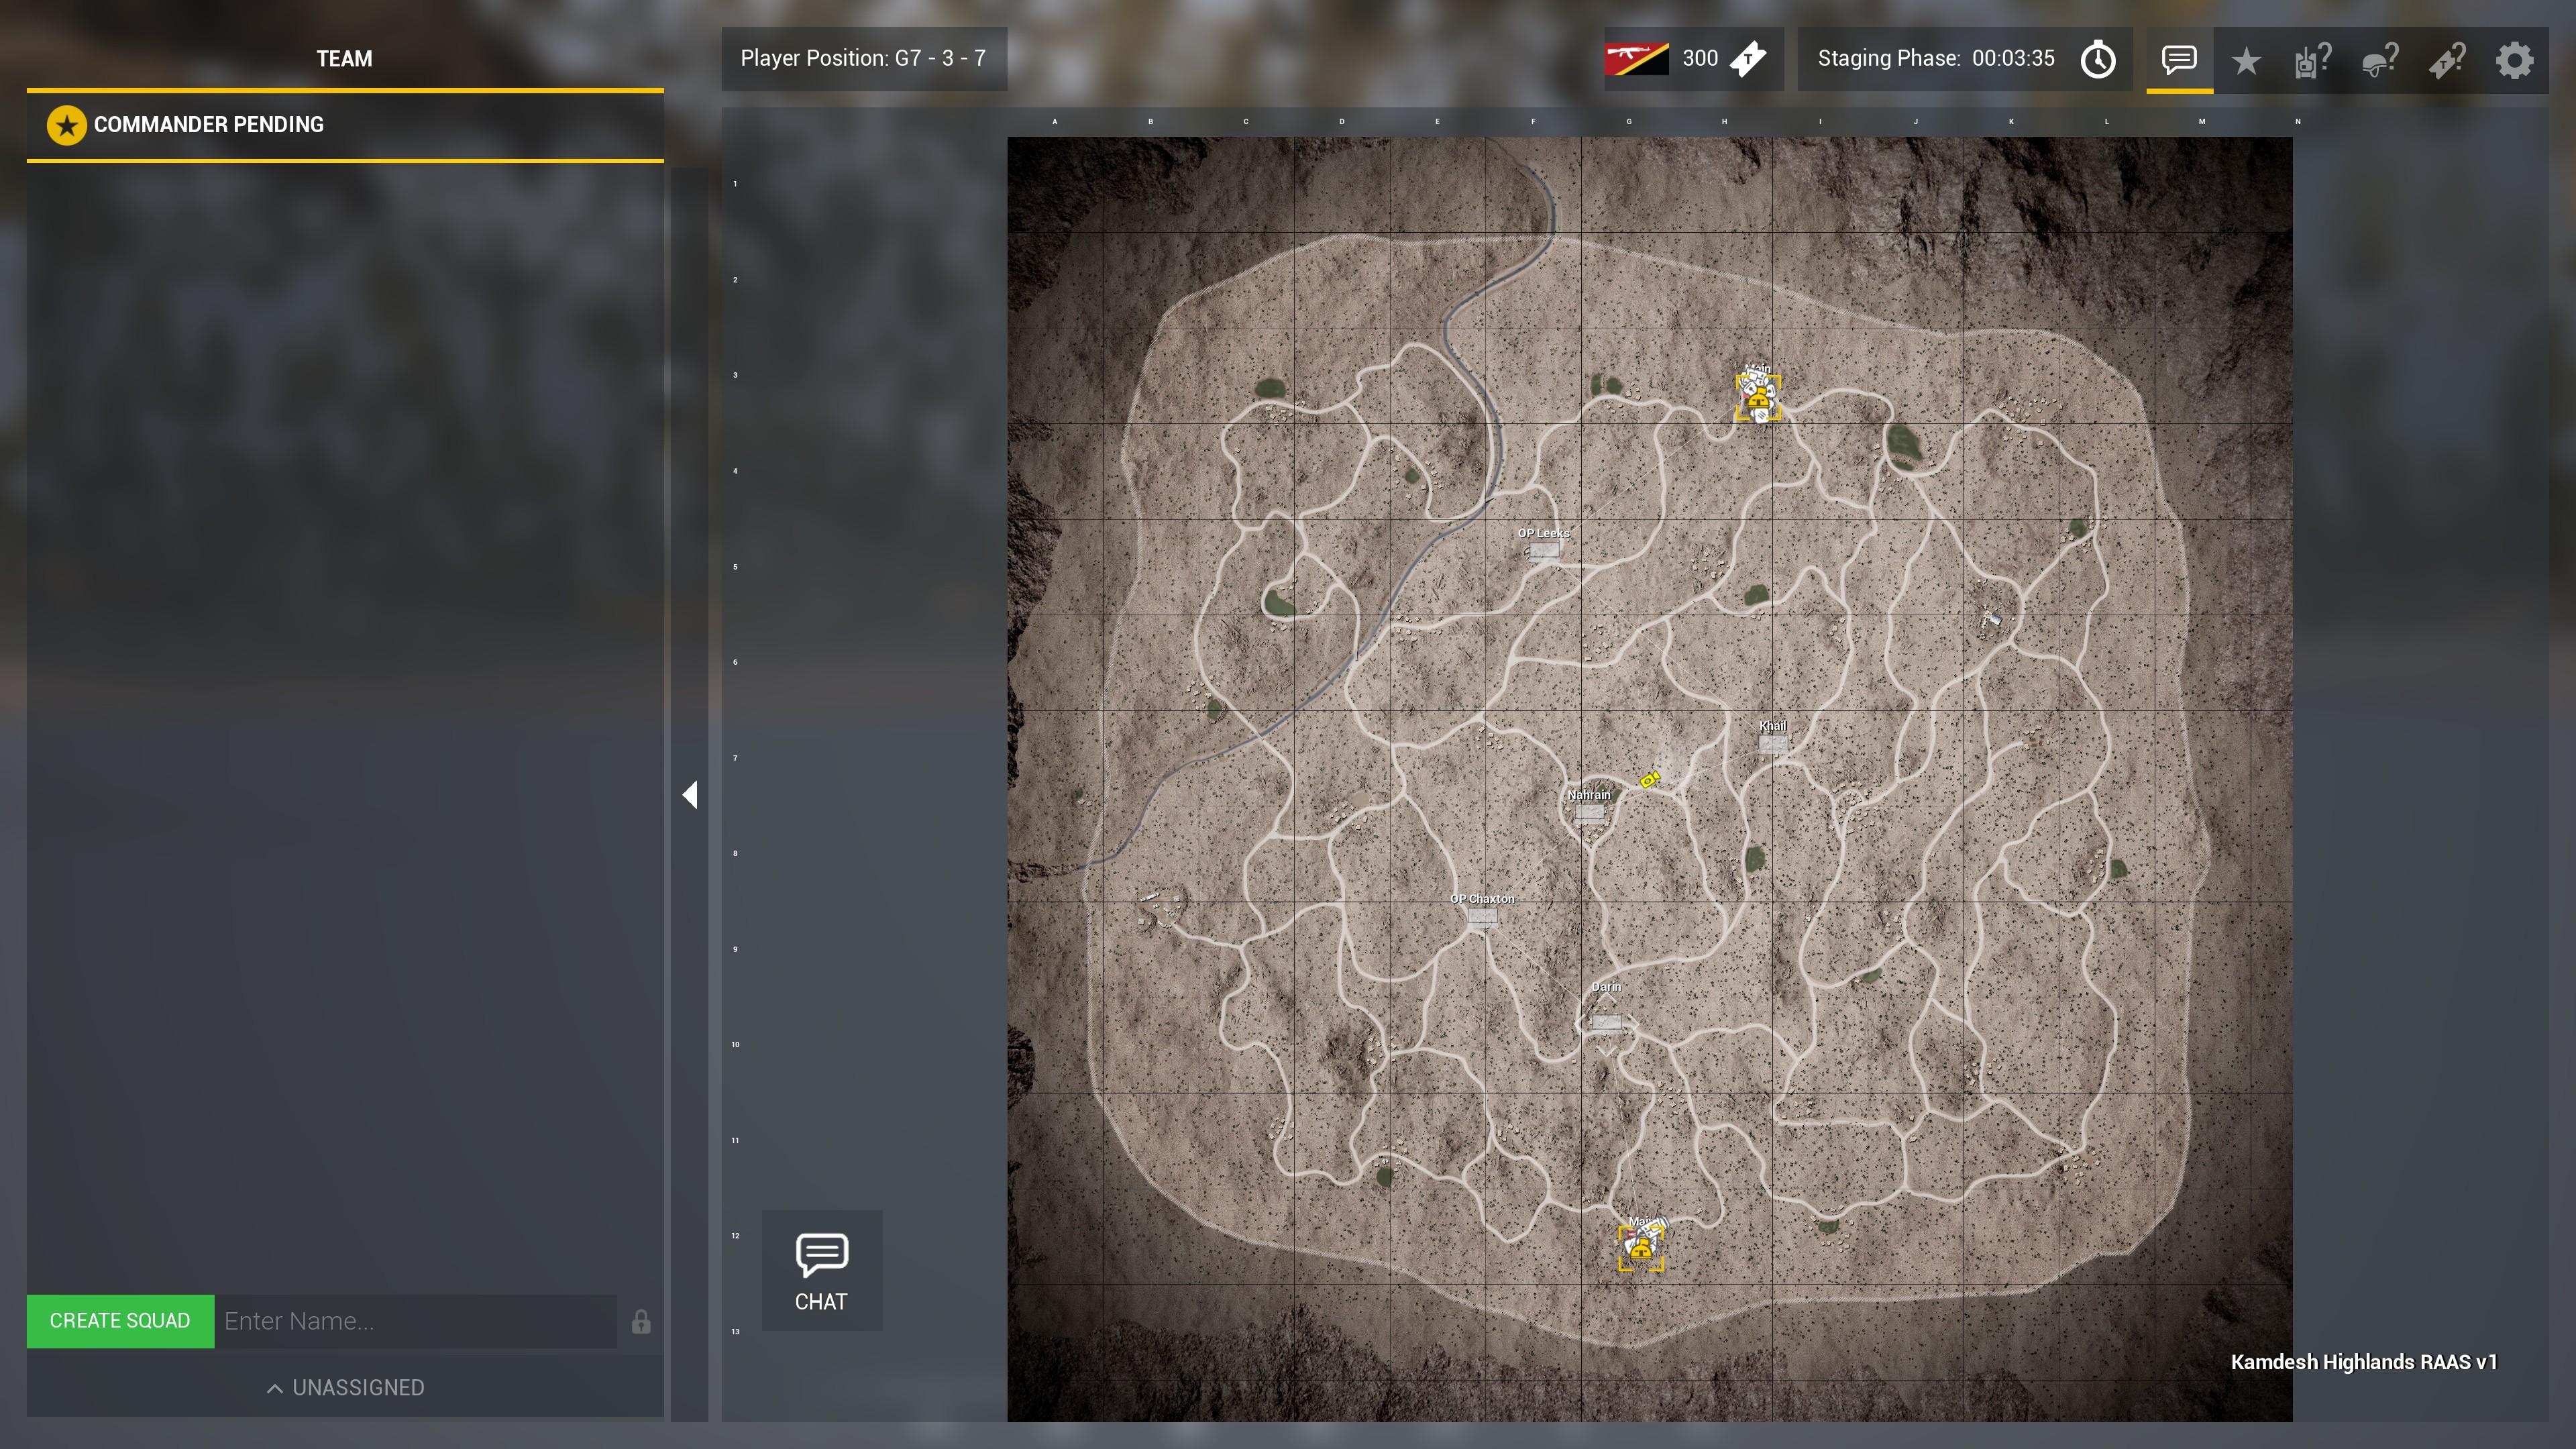 TEAM
Player Position: G7 - 3 - 7
300
Staging Phase: 00:03:35
COMMANDER PENDING
A B C D E F G H I J K L M N
1
2
3
Main
4
OP Leeks
5
6
Khail
7
Nahrain
8
OP Chaxton
9
Darin
10
11
Main
12
CHAT
CREATE SQUAD Enter Name...
13
Kamdesh Highlands RAAS v1
UNASSIGNED